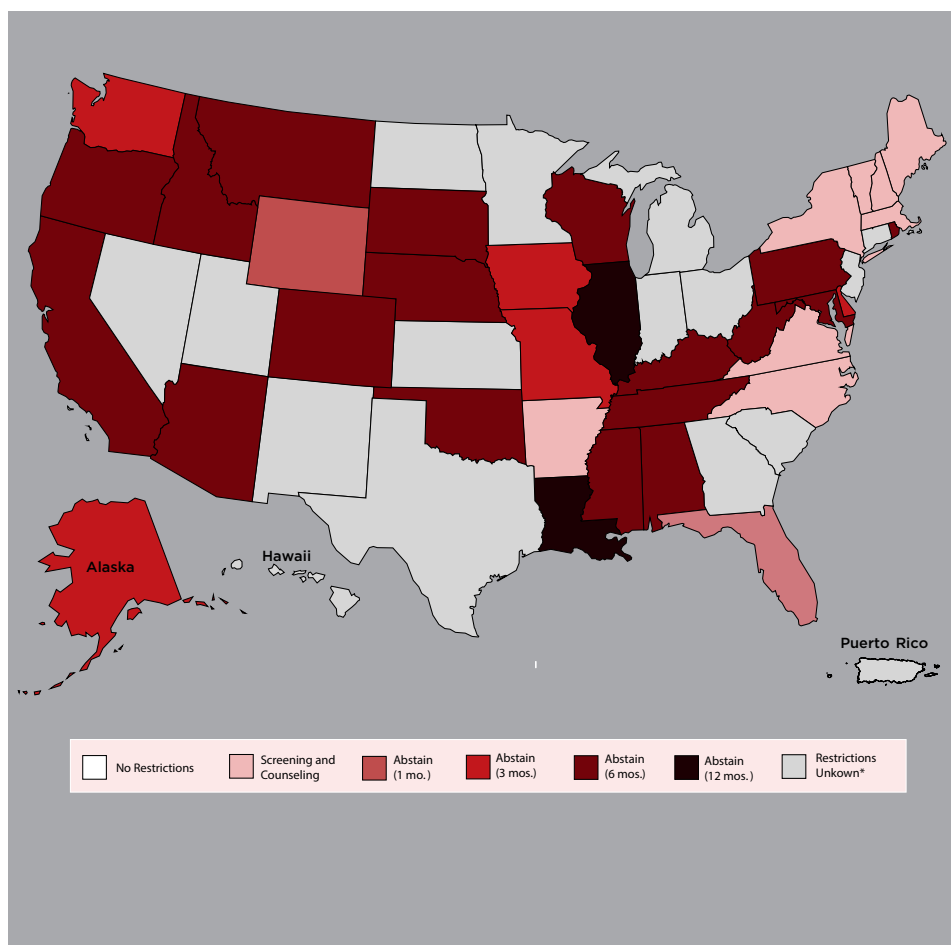 Hawaii
Alaska
Puerto Rico
No Restrictions
Screening and
Counseling
Abstain
(1 mo.)
Abstain
(3 mos.)
Abstain
(6 mos.)
Abstain
(12 mos.)
Restrictions
Unkown*